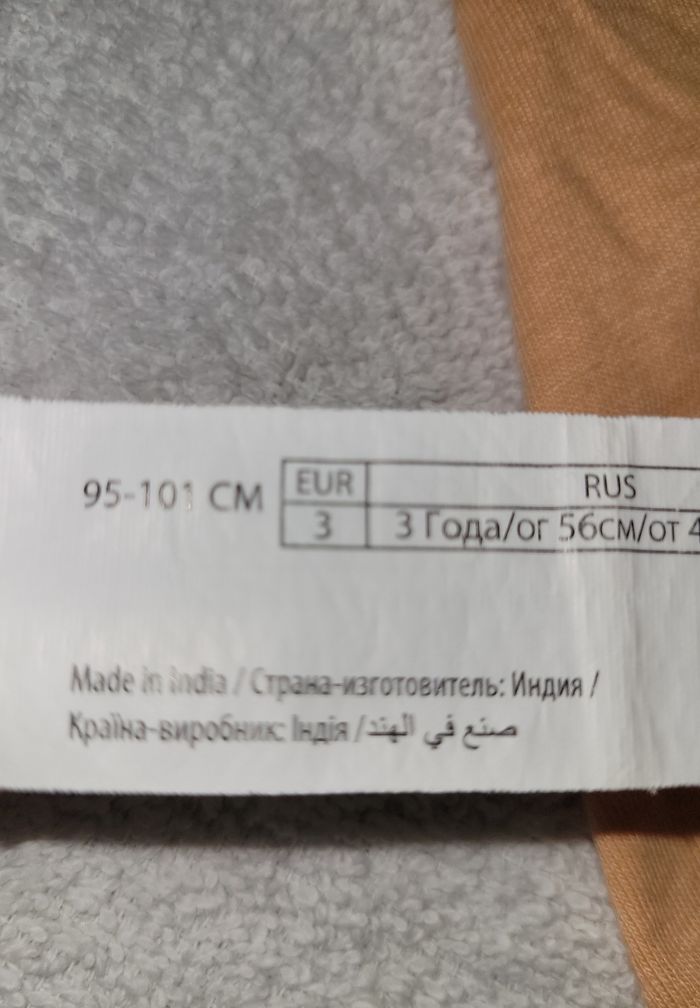 95-101 CM
EUR RUS
3 3 Года/ог 56см/от 4
Made in India / Страна-изготовитель: Индия /
Країна-виробник: Індія / صنع في الهند